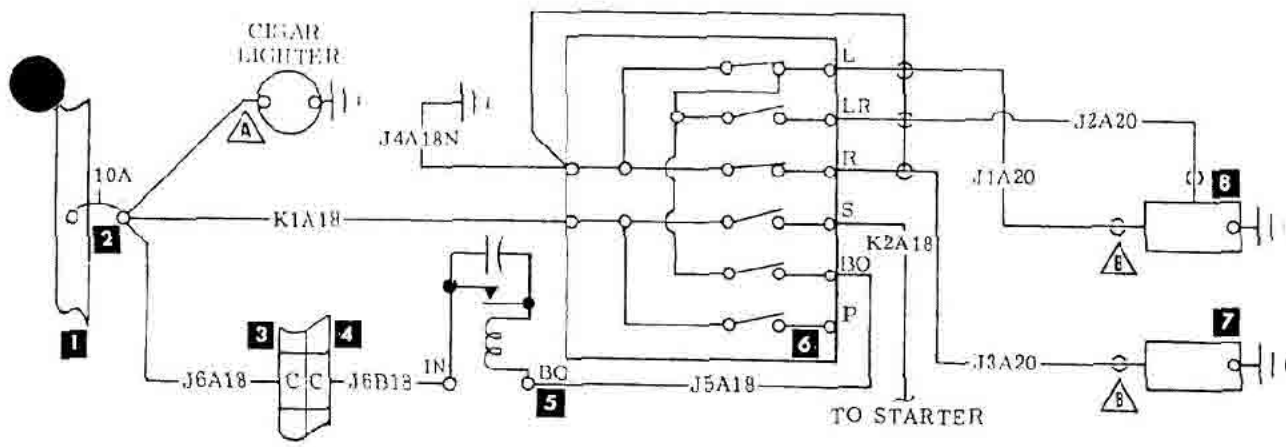 CIGAR
LIGHTER
A
10A
J4A18N
K1A18
1
2
3
4
J6A18
C C
J6B18
IN
BO
5
J5A18
L
LR
R
S
BO
P
6
K2A18
TO STARTER
J2A20
J1A20
8
B
7
J3A20
B